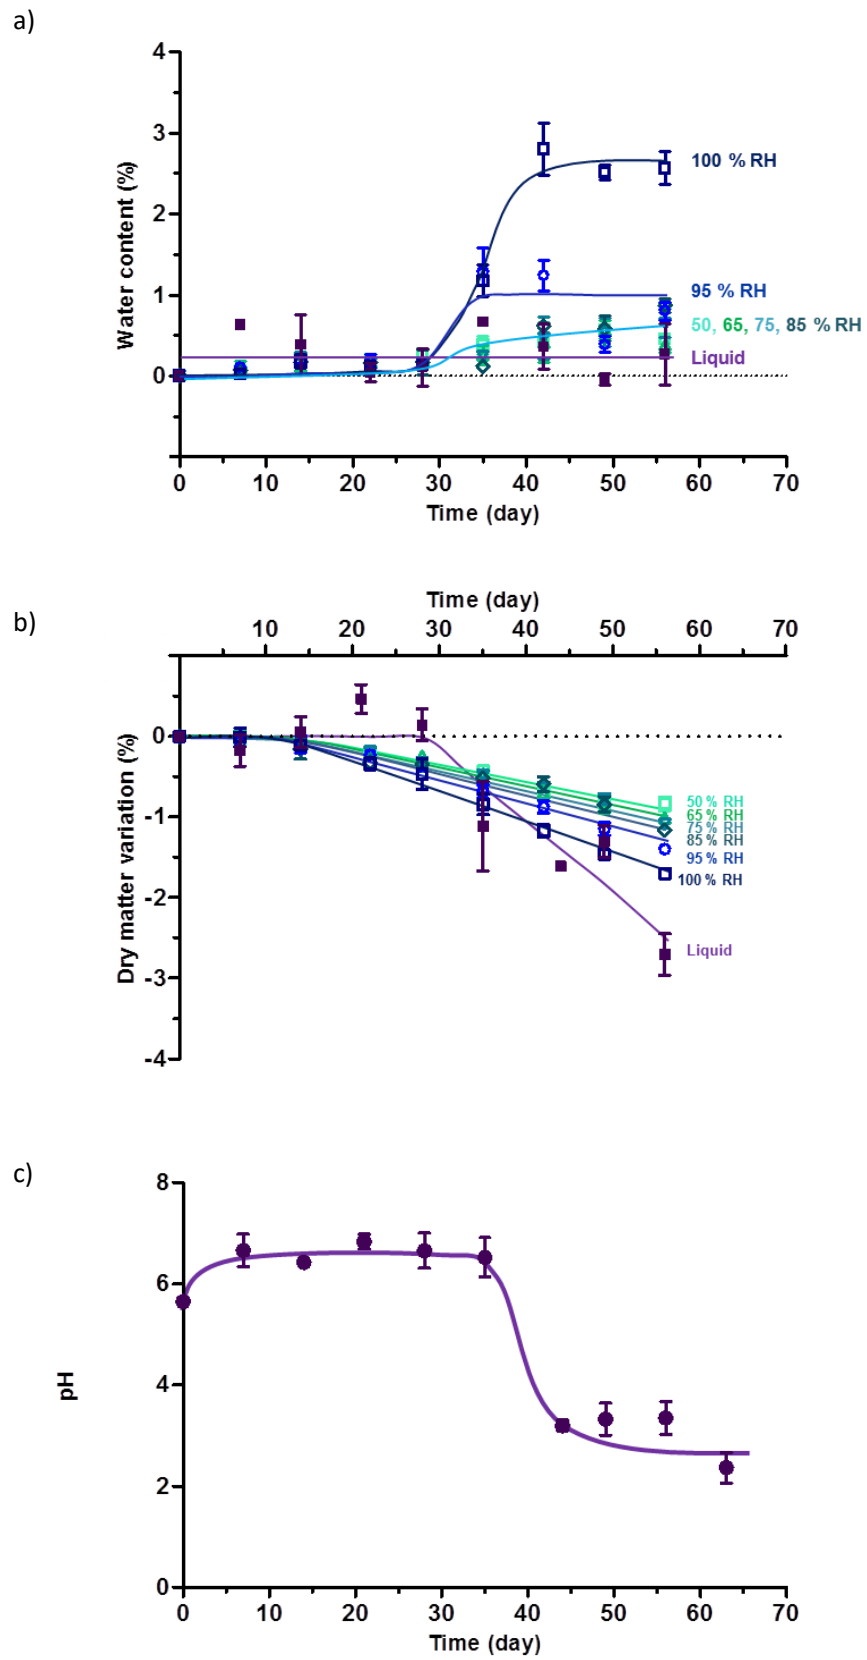 a)
4
3
2
1
0
Water content (%)
100 % RH
95 % RH
50, 65, 75, 85 % RH
Liquid
0 10 20 30 40 50 60 70
Time (day)
b)
Time (day)
10 20 30 40 50 60 70
0
-1
-2
-3
-4
Dry matter variation (%)
50 % RH
65 % RH
75 % RH
85 % RH
95 % RH
100 % RH
Liquid
c)
8
6
4
2
0
pH
0 10 20 30 40 50 60 70
Time (day)